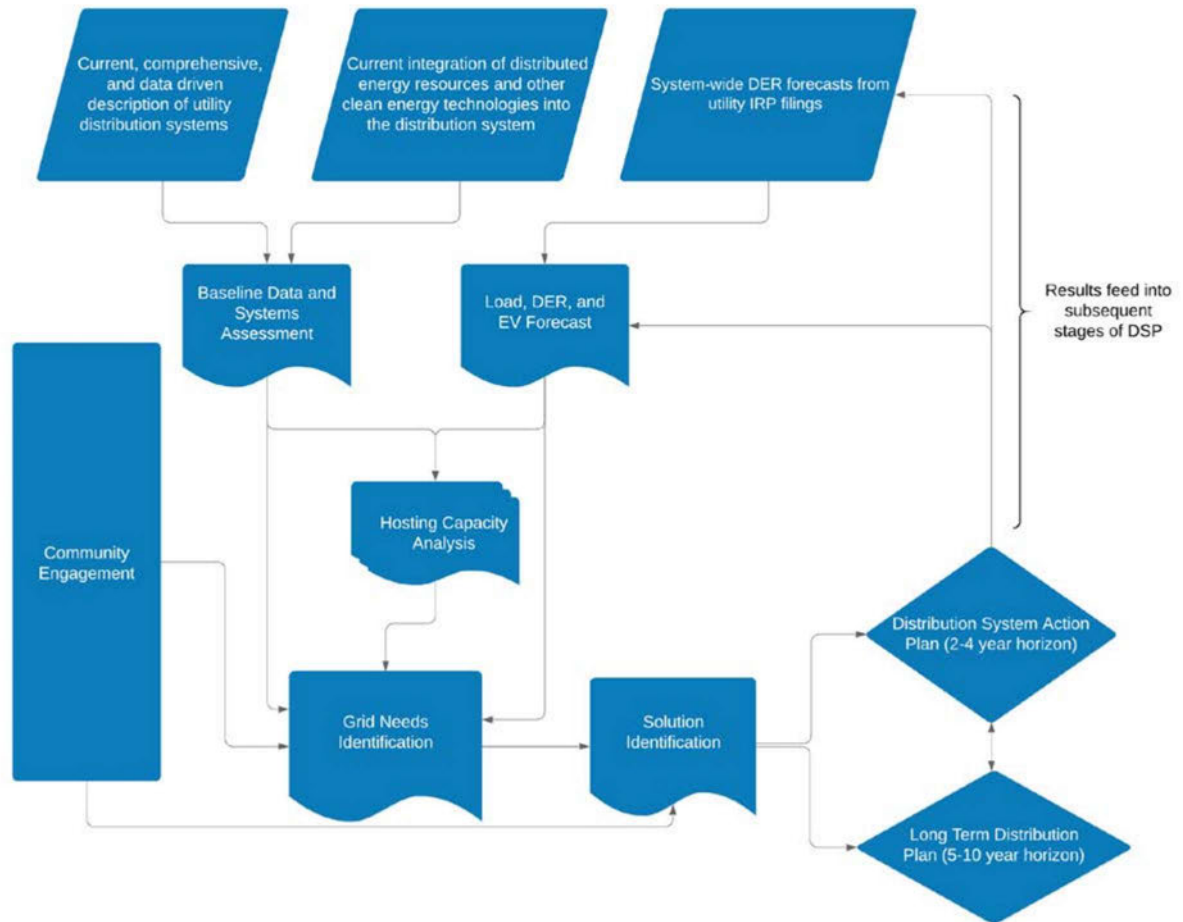 Current, comprehensive,
and data driven
description of utility
distribution systems
Current integration of distributed
energy resources and other
clean energy technologies into
the distribution system
System-wide DER forecasts from
utility IRP filings
Baseline Data and
Systems
Assessment
Load, DER, and
EV Forecast
Results feed into
subsequent
stages of DSP
Community
Engagement
Hosting Capacity
Analysis
Distribution System Action
Plan (2-4 year horizon)
Grid Needs
Identification
Solution
Identification
Long Term Distribution
Plan (5-10 year horizon)